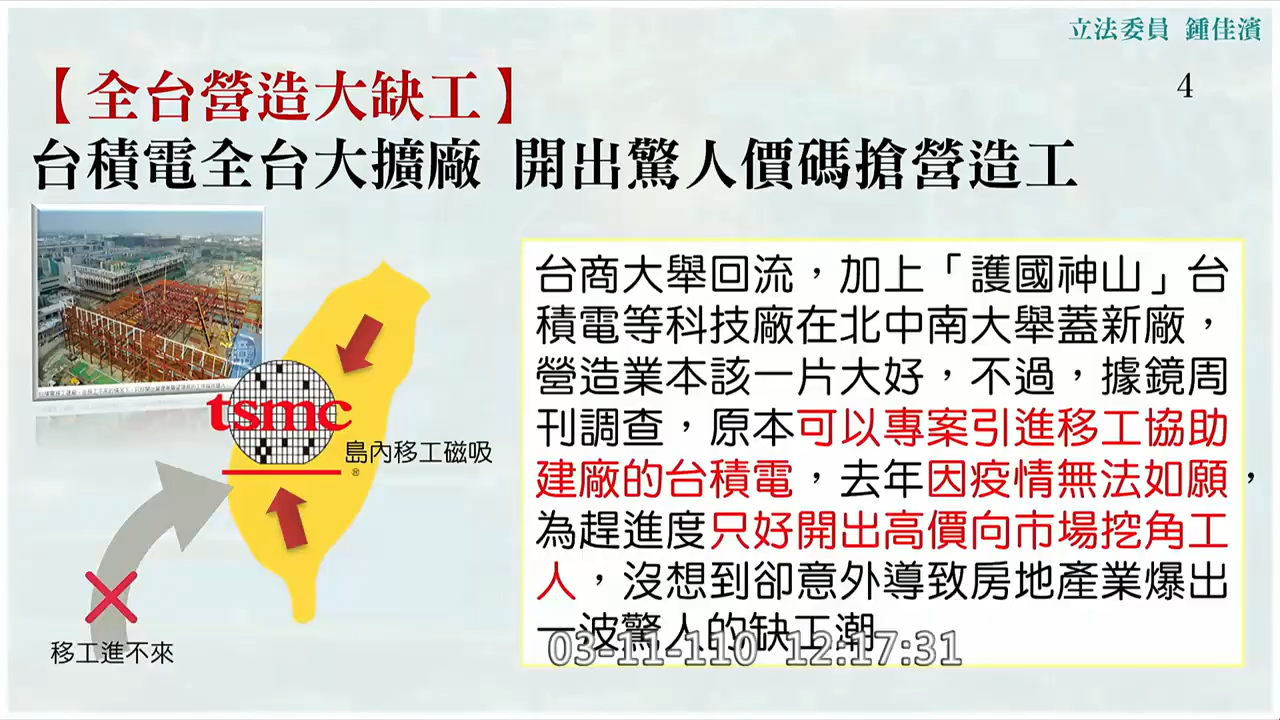 立法委員 鍾佳濱
4
【全台營造大缺工】
台積電全台大擴廠 開出驚人價碼搶營造工
台商大舉回流，加上「護國神山」台
積電等科技廠在北中南大舉蓋新廠，
營造業本該一片大好，不過，據鏡周
刊調查，原本可以專案引進移工協助
建廠的台積電，去年因疫情無法如願，
為趕進度只好開出高價向市場挖角工
人，沒想到卻意外導致房地產業爆出
一波驚人的缺工潮
tsmc
®
島內移工磁吸
移工進不來
03-11-110 12:17:31